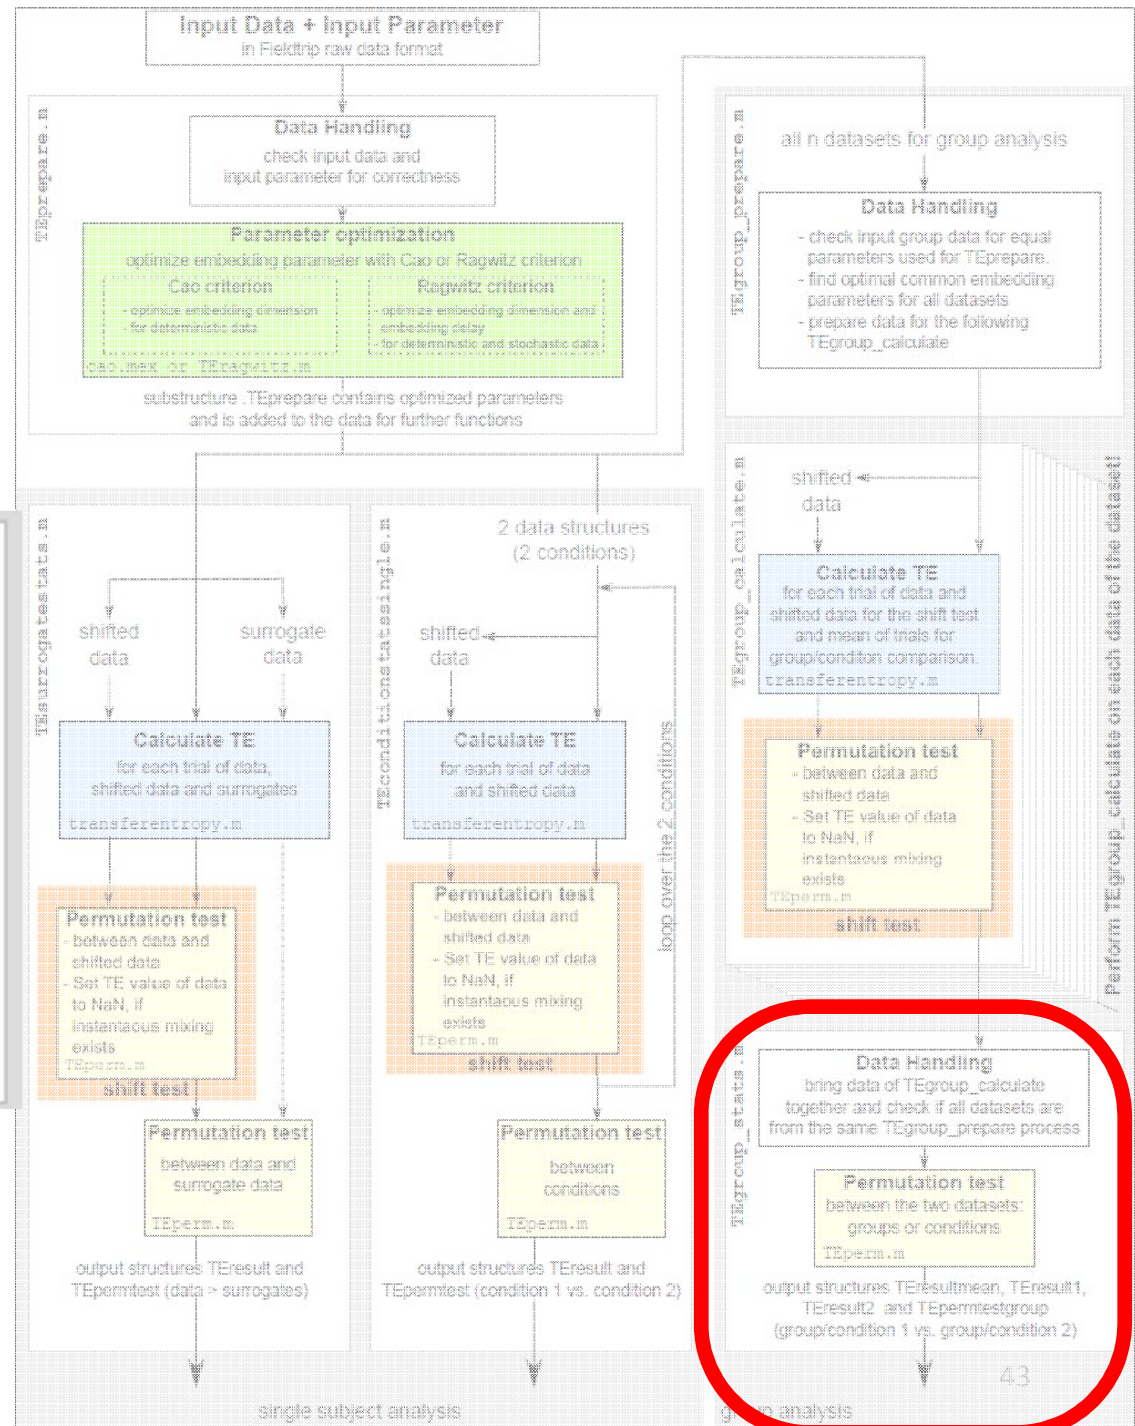 Input Data + Input Parameter
in Fieldtrip raw data format
TEprepare.m
Data Handling
check input data and
input parameter for correctness
Parameter optimization
optimize embedding parameter with Cao or Ragwitz criterion
Cao criterion
- optimize embedding dimension
- for deterministic data
Ragwitz criterion
- optimize embedding dimension and
embedding delay
- for deterministic and stochastic data
cao.mex or TEragwitz.m
substructure .TEprepare contains optimized parameters
and is added to the data for further functions
TEsurrogatestats.m
shifted
data
surrogate
data
Calculate TE
for each trial of data,
shifted data and surrogates
transferentropy.m
Permutation test
- between data and
shifted data
- Set TE value of data
to NaN, if
instantaous mixing
exists
TEperm.m
shift test
Permutation test
between data and
surrogate data
TEperm.m
output structures TEresult and
TEpermtest (data > surrogates)
TEconditionstatssingle.m
2 data structures
(2 conditions)
shifted
data
Calculate TE
for each trial of data
and shifted data
transferentropy.m
loop over the 2 conditions
Permutation test
- between data and
shifted data
- Set TE value of data
to NaN, if
instantaous mixing
exists
TEperm.m
shift test
Permutation test
between
conditions
TEperm.m
output structures TEresult and
TEpermtest (condition 1 vs. condition 2)
single subject analysis
TEgroup_prepare.m
all n datasets for group analysis
Data Handling
- check input group data for equal
parameters used for TEprepare.
- find optimal common embedding
parameters for all datasets
- prepare data for the following
TEgroup_calculate
TEgroup_calculate.m
shifted
data
Calculate TE
for each trial of data and
shifted data for the shift test
and mean of trials for
group/conditon comparison.
transferentropy.m
Permutation test
- between data and
shifted data
- Set TE value of data
to NaN, if
instantaous mixing
exists
TEperm.m
shift test
Perform TEgroup_calculate on each data of the dataset!
TEgroup_stats.m
Data Handling
bring data of TEgroup_calculate
together and check if all datasets are
from the same TEgroup_prepare process
Permutation test
between the two datasets:
groups or condition
TEperm.m
output structures TEresultmean, TEresult1,
TEresult2 and TEpermtestgroup
(group/condition 1 vs. group/condition 2)
43
group analysis